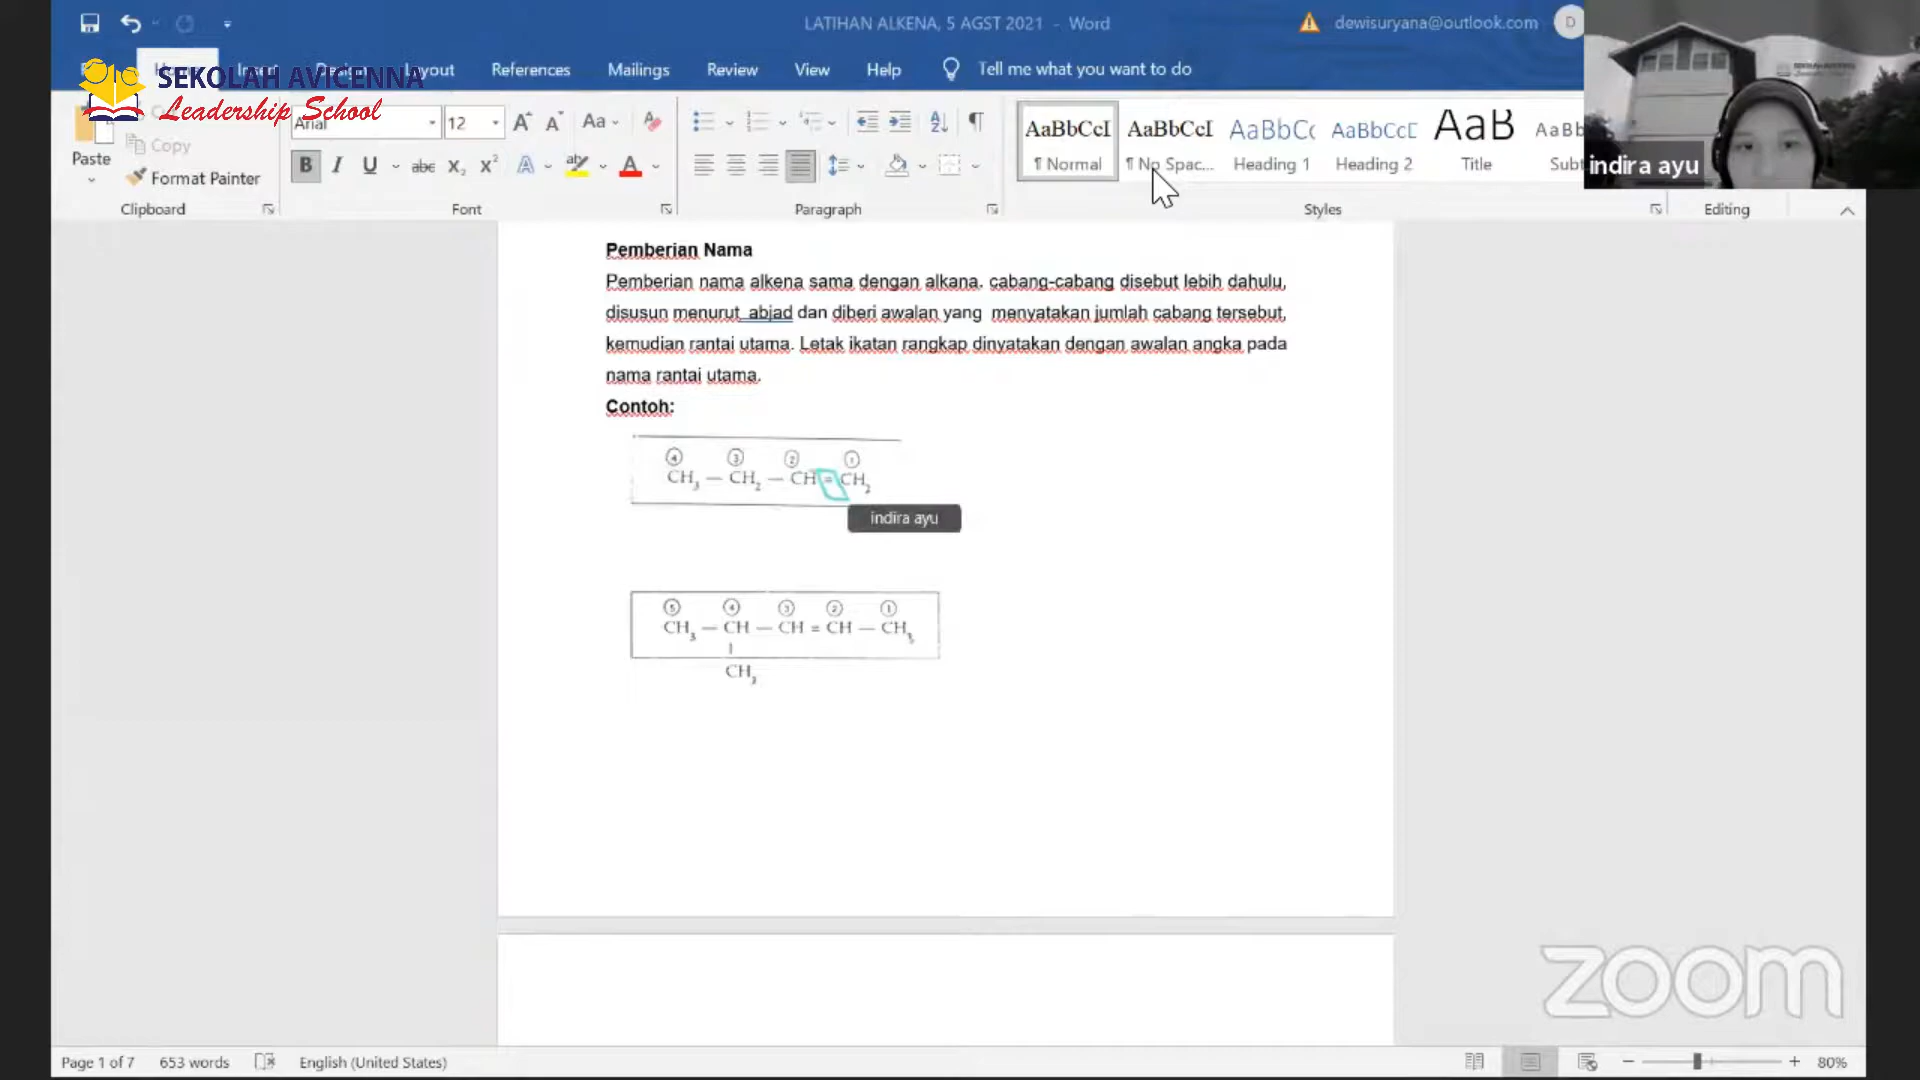 LATIHAN ALKENA, 5 AGST 2021 - Word
dewisuryana@outlook.com
D
SEKOLAH AVICENNA
Leadership School
References
Mailings
Review
View
Help
Tell me what you want to do
Paste
Copy
Format Painter
Clipboard
Arial
12
Font
Paragraph
AaBbCcI
¶ Normal
AaBbCcI
¶ No Spac...
AaBbCc
Heading 1
AaBbCcD
Heading 2
AaB
Title
AaBb
Subt
Styles
Editing
indira ayu
Pemberian Nama
Pemberian nama alkena sama dengan alkana. cabang-cabang disebut lebih dahulu,
disusun menurut abjad dan diberi awalan yang menyatakan jumlah cabang tersebut,
kemudian rantai utama. Letak ikatan rangkap dinyatakan dengan awalan angka pada
nama rantai utama.
Contoh:
④ ③ ② ①
CH₃ — CH₂ — CH = CH₂
indira ayu
⑤ ④ ③ ② ①
CH₃ — CH — CH = CH — CH₃
|
CH₃
zoom
Page 1 of 7
653 words
English (United States)
80%